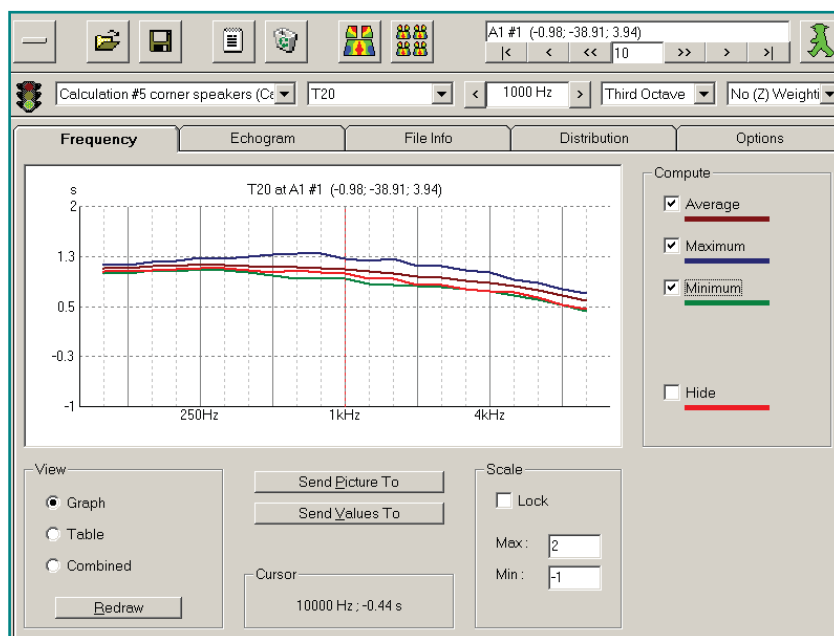 A1 #1 (-0.98; -38.91; 3.94)
|< < << 10 >> > >|
Calculation #5 corner speakers (Ca T20 < 1000 Hz > Third Octave No (Z) Weighti
Frequency Echogram File Info Distribution Options
s T20 at A1 #1 (-0.98; -38.91; 3.94)
2
1.3
0.5
-0.3
-1
250Hz 1kHz 4kHz
Compute
Average
Maximum
Minimum
Hide
View
Graph
Table
Combined
Redraw
Send Picture To
Send Values To
Cursor
10000 Hz ; -0.44 s
Scale
Lock
Max : 2
Min : -1